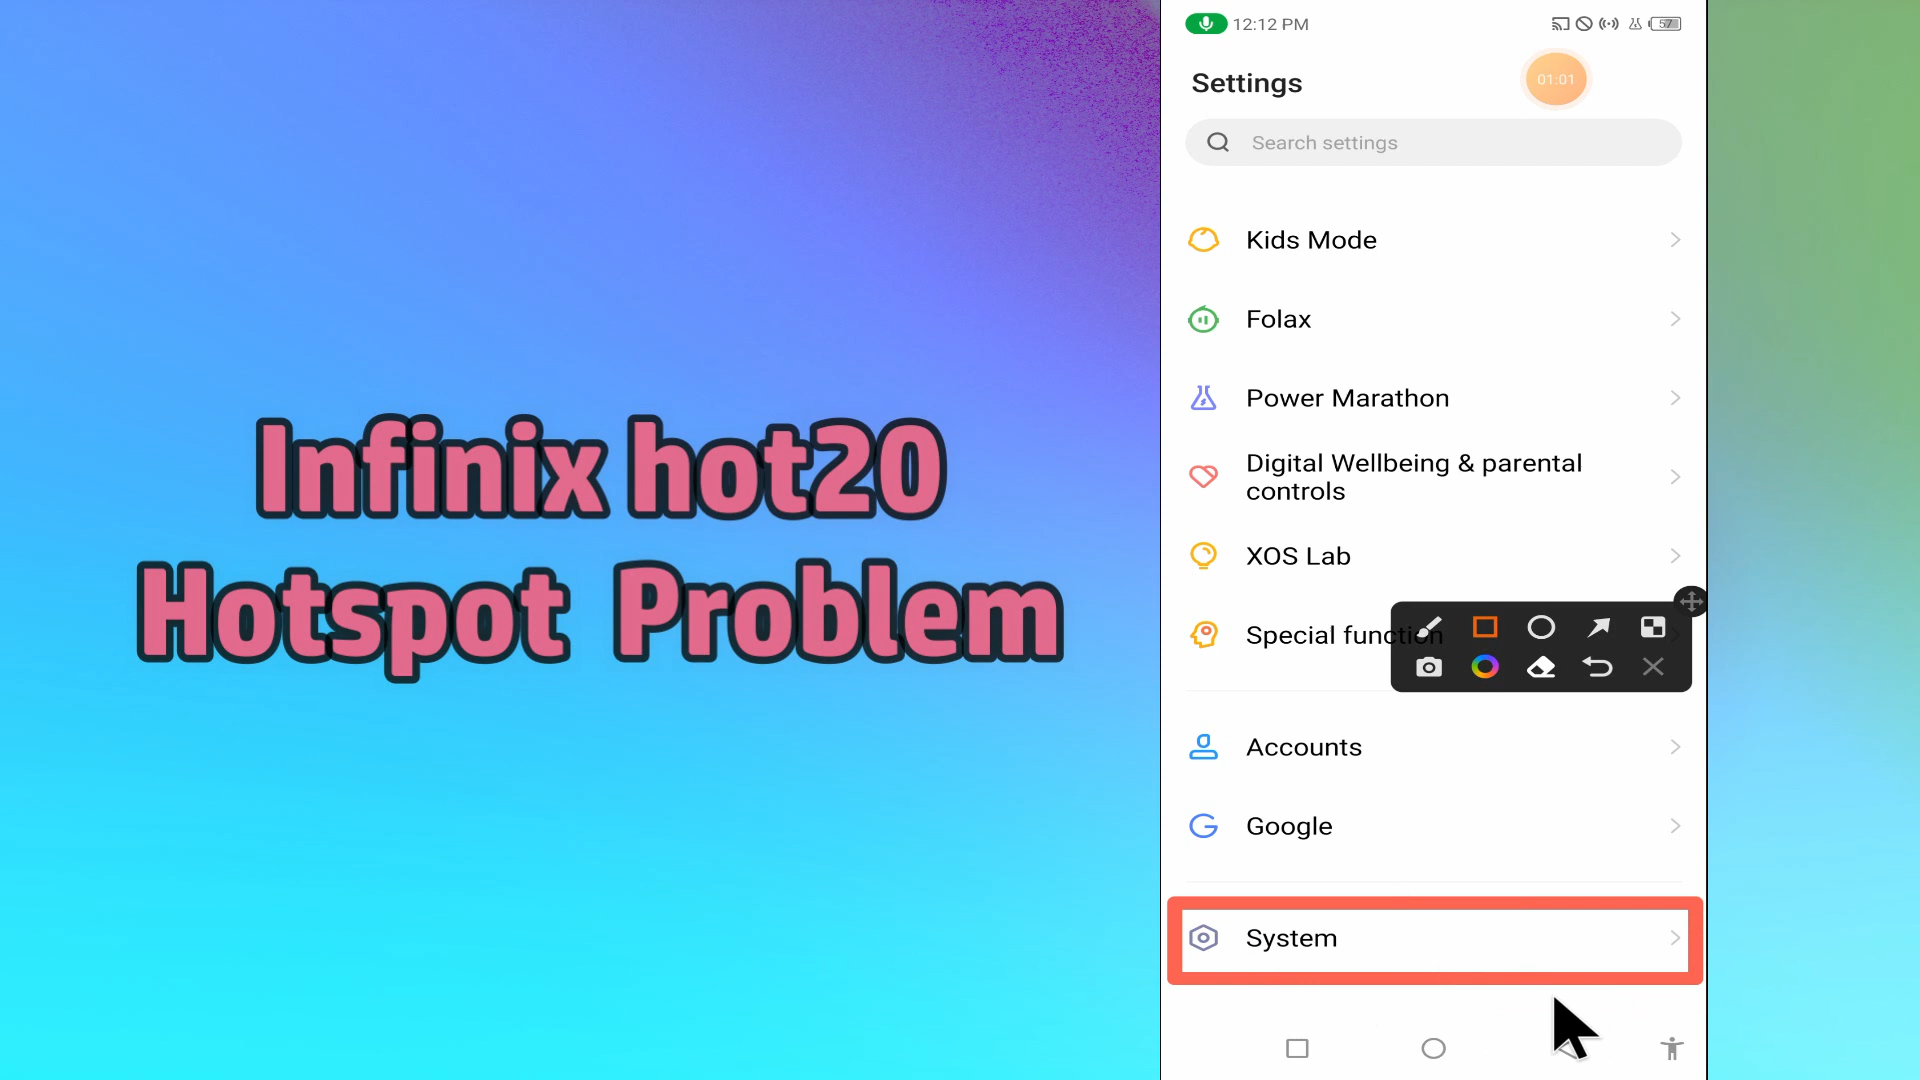 Infinix hot20
Hotspot Problem
12:12 PM
57
Settings
01:01
Search settings
Kids Mode
Folax
Power Marathon
Digital Wellbeing & parental
controls
XOS Lab
Special function
Accounts
Google
System